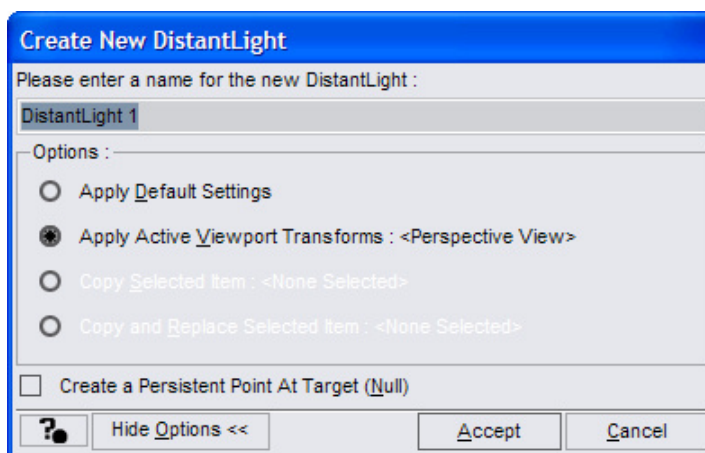 Create New DistantLight
Please enter a name for the new DistantLight :
DistantLight 1
Options :
Apply Default Settings
Apply Active Viewport Transforms : <Perspective View>
Copy Selected Item : <None Selected>
Copy and Replace Selected Item : <None Selected>
Create a Persistent Point At Target (Null)
? Hide Options << Accept Cancel